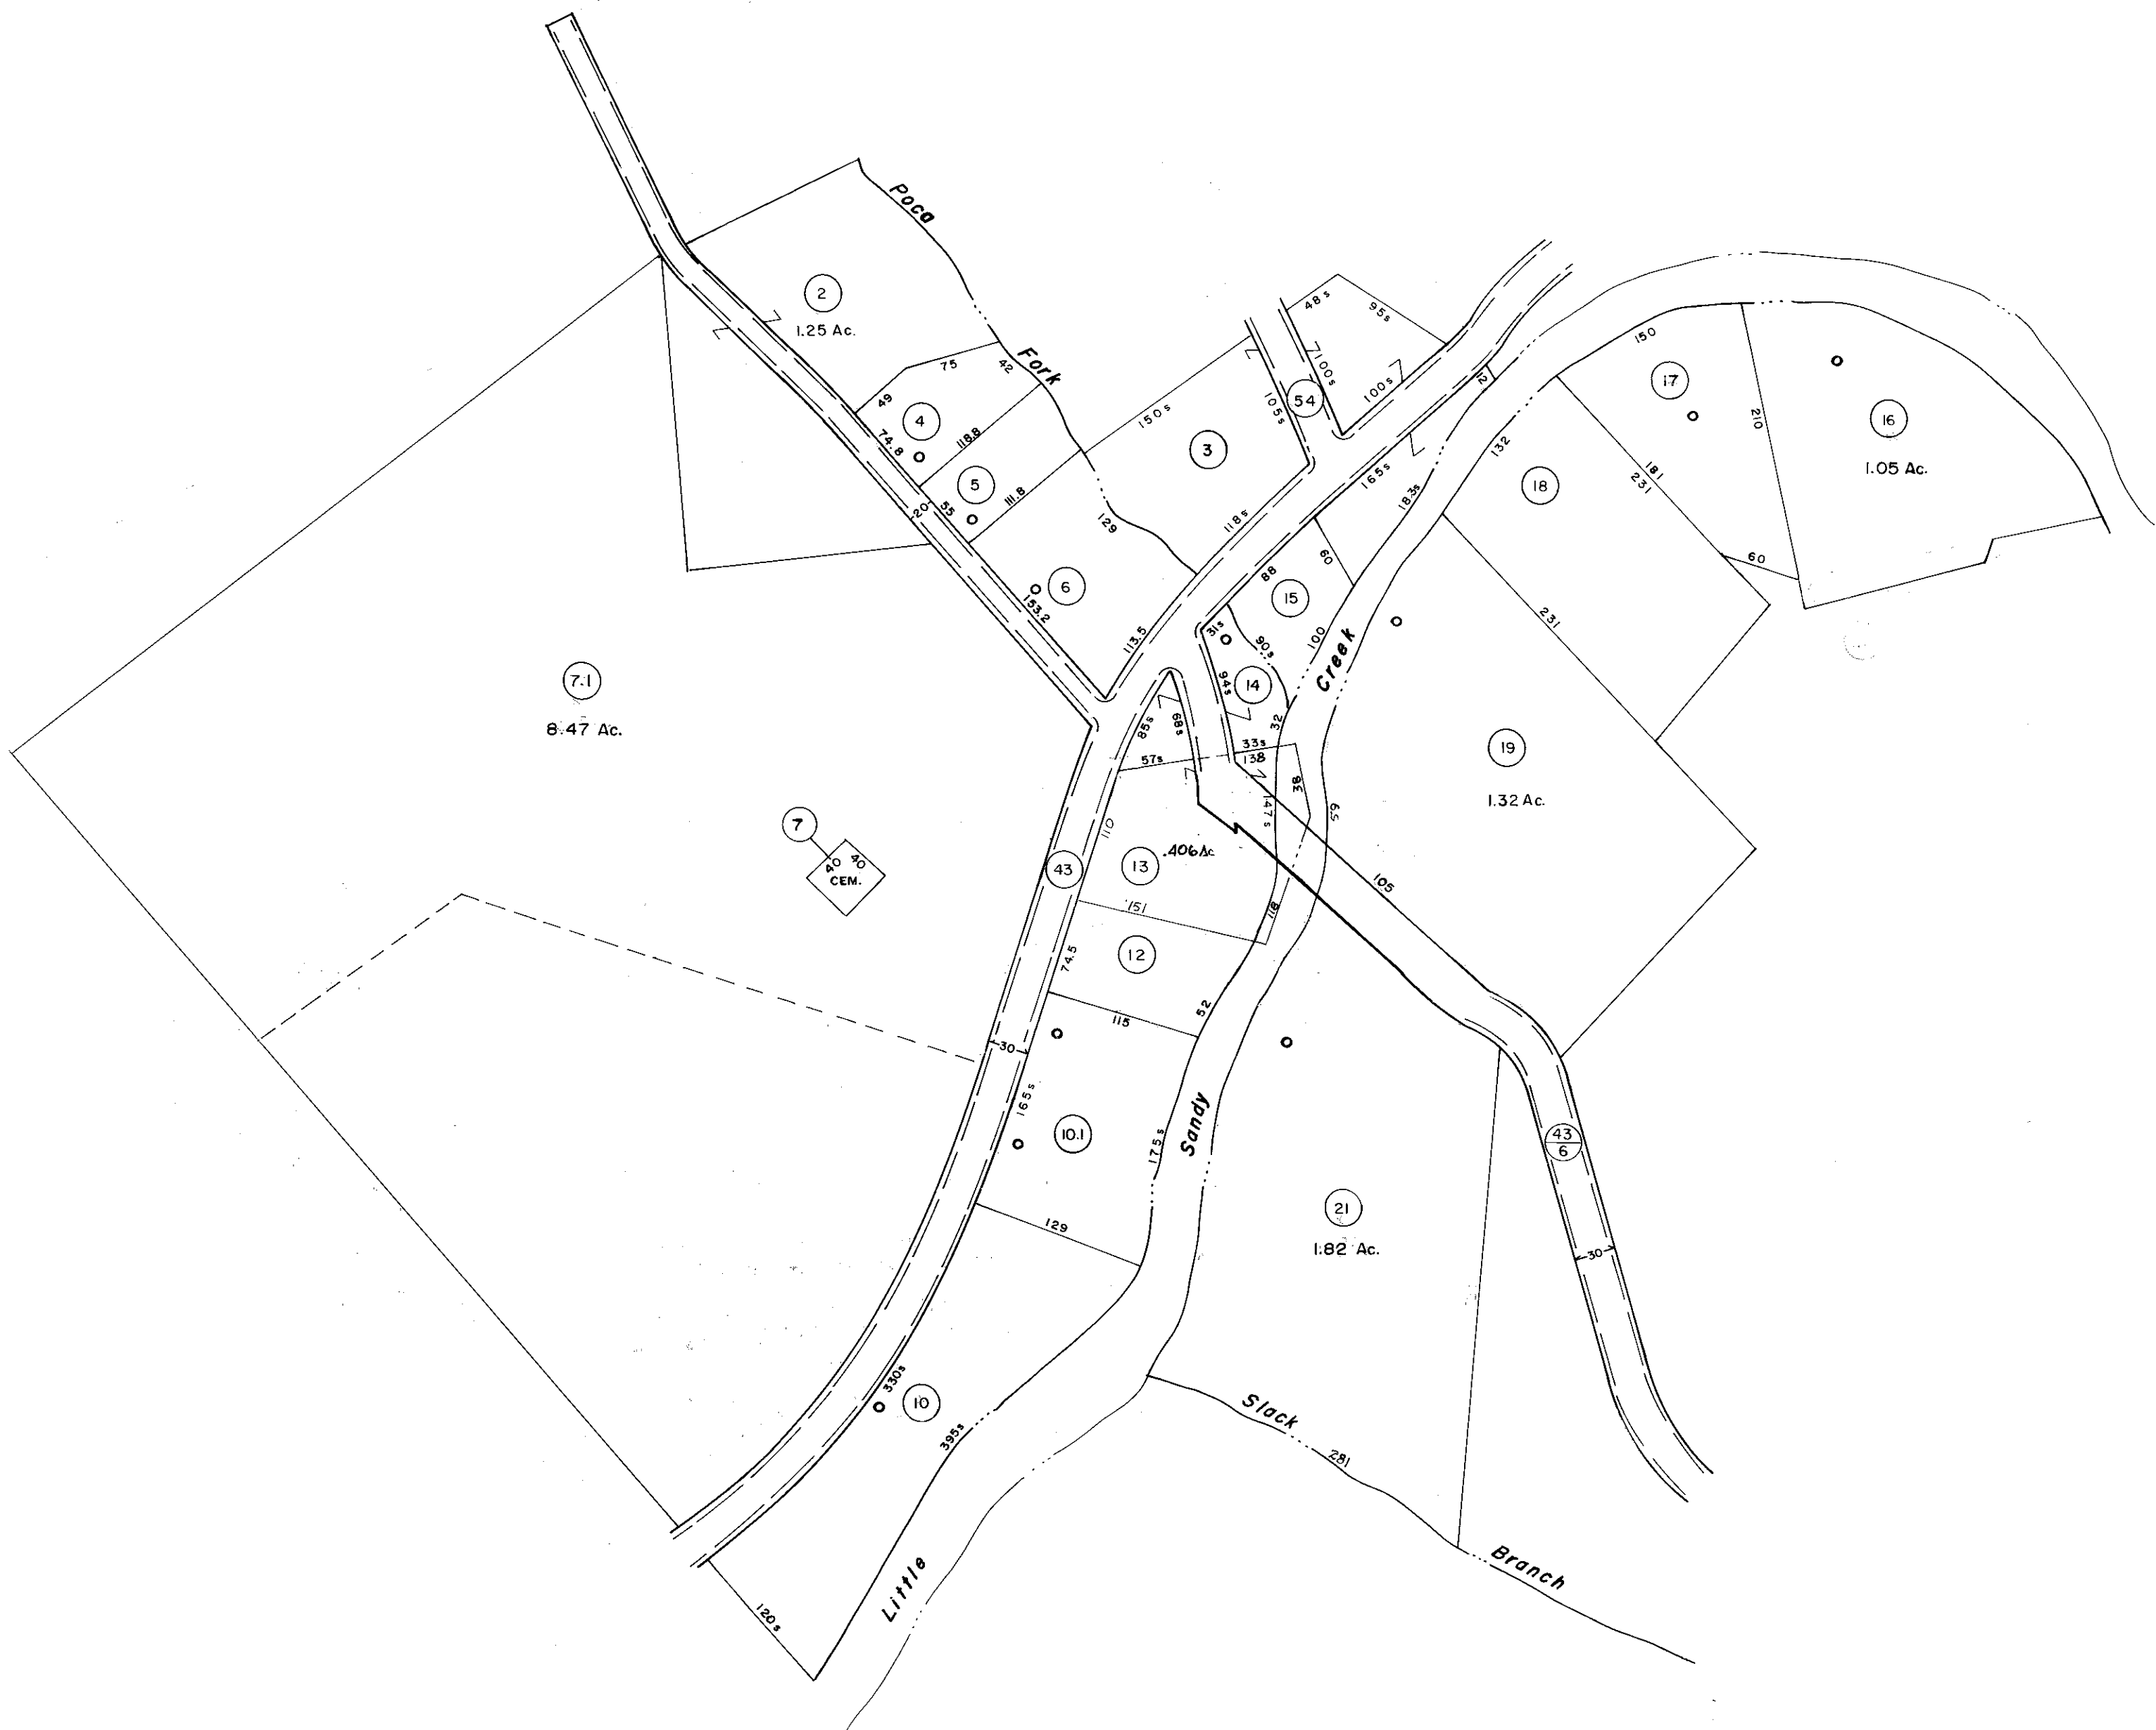 Poca
Fork
2
1.25 Ac.
75
42
49
4
74.8
118.8
5
55
111.8
20
6
153.2
129
113.5
150s
3
105s
118s
54
48s
95s
7100s
100s
12
165s
183s
60
88
15
31s
90s
100
94s
14
32
Creek
132
150
17
210
16
1.05 Ac.
181
231
18
60
231
19
1.32 Ac.
7.1
8.47 Ac.
7
40
40
CEM.
85s
68s
57s
33s
138
38
147s
65
110
43
13
.406 Ac
151
118
105
12
74.5
52
115
30
165s
10.1
175s
Sandy
129
21
1.82 Ac.
43
6
30
330s
10
395s
Slack
281
Branch
Little
120s